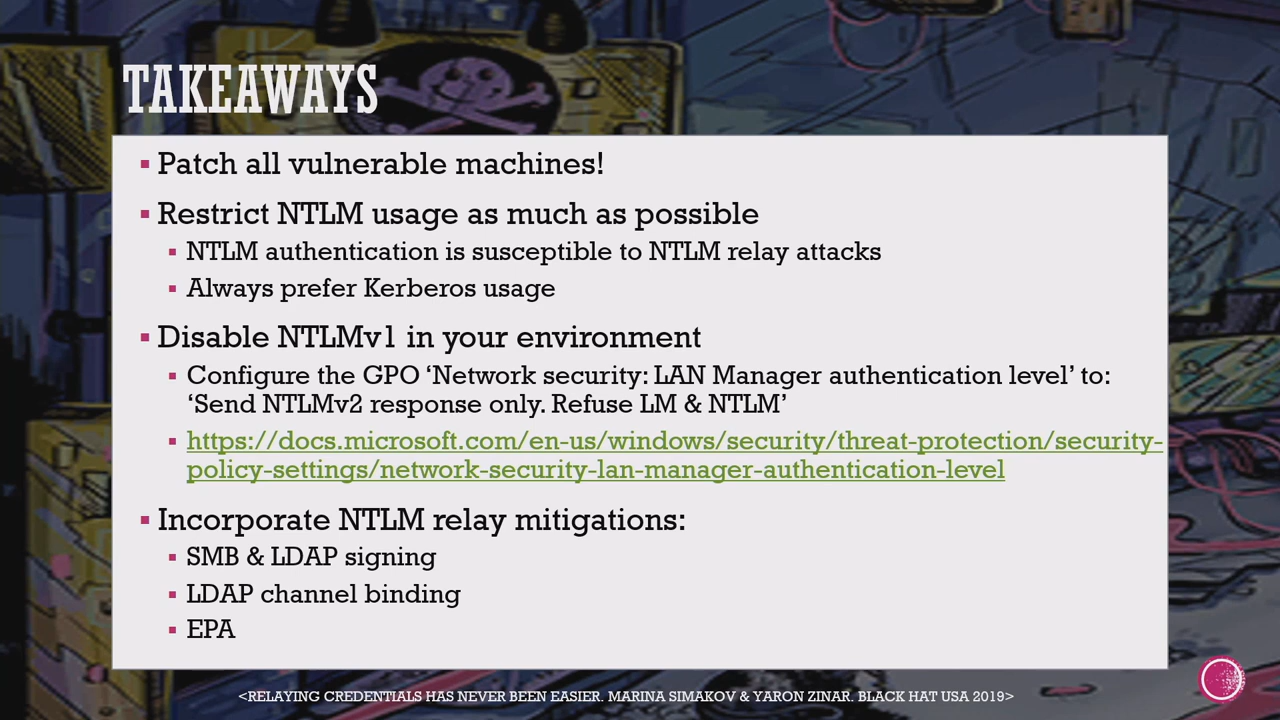 TAKEAWAYS
▪ Patch all vulnerable machines!
▪ Restrict NTLM usage as much as possible
▪ NTLM authentication is susceptible to NTLM relay attacks
▪ Always prefer Kerberos usage
▪ Disable NTLMv1 in your environment
▪ Configure the GPO ‘Network security: LAN Manager authentication level’ to:
‘Send NTLMv2 response only. Refuse LM & NTLM’
▪ https://docs.microsoft.com/en-us/windows/security/threat-protection/security-
policy-settings/network-security-lan-manager-authentication-level
▪ Incorporate NTLM relay mitigations:
▪ SMB & LDAP signing
▪ LDAP channel binding
▪ EPA
<RELAYING CREDENTIALS HAS NEVER BEEN EASIER. MARINA SIMAKOV & YARON ZINAR. BLACK HAT USA 2019>